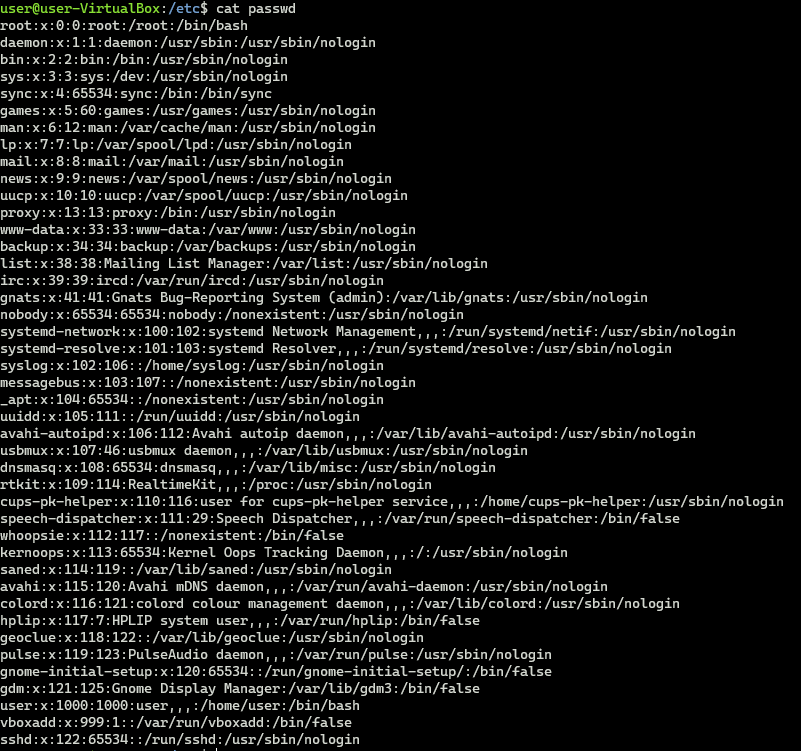 user@user-VirtualBox:/etc$ cat passwd
root:x:0:0:root:/root:/bin/bash
daemon:x:1:1:daemon:/usr/sbin:/usr/sbin/nologin
bin:x:2:2:bin:/bin:/usr/sbin/nologin
sys:x:3:3:sys:/dev:/usr/sbin/nologin
sync:x:4:65534:sync:/bin:/bin/sync
games:x:5:60:games:/usr/games:/usr/sbin/nologin
man:x:6:12:man:/var/cache/man:/usr/sbin/nologin
lp:x:7:7:lp:/var/spool/lpd:/usr/sbin/nologin
mail:x:8:8:mail:/var/mail:/usr/sbin/nologin
news:x:9:9:news:/var/spool/news:/usr/sbin/nologin
uucp:x:10:10:uucp:/var/spool/uucp:/usr/sbin/nologin
proxy:x:13:13:proxy:/bin:/usr/sbin/nologin
www-data:x:33:33:www-data:/var/www:/usr/sbin/nologin
backup:x:34:34:backup:/var/backups:/usr/sbin/nologin
list:x:38:38:Mailing List Manager:/var/list:/usr/sbin/nologin
irc:x:39:39:ircd:/var/run/ircd:/usr/sbin/nologin
gnats:x:41:41:Gnats Bug-Reporting System (admin):/var/lib/gnats:/usr/sbin/nologin
nobody:x:65534:65534:nobody:/nonexistent:/usr/sbin/nologin
systemd-network:x:100:102:systemd Network Management,,,:/run/systemd/netif:/usr/sbin/nologin
systemd-resolve:x:101:103:systemd Resolver,,,:/run/systemd/resolve:/usr/sbin/nologin
syslog:x:102:106::/home/syslog:/usr/sbin/nologin
messagebus:x:103:107::/nonexistent:/usr/sbin/nologin
_apt:x:104:65534::/nonexistent:/usr/sbin/nologin
uuidd:x:105:111::/run/uuidd:/usr/sbin/nologin
avahi-autoipd:x:106:112:Avahi autoip daemon,,,:/var/lib/avahi-autoipd:/usr/sbin/nologin
usbmux:x:107:46:usbmux daemon,,,:/var/lib/usbmux:/usr/sbin/nologin
dnsmasq:x:108:65534:dnsmasq,,,:/var/lib/misc:/usr/sbin/nologin
rtkit:x:109:114:RealtimeKit,,,:/proc:/usr/sbin/nologin
cups-pk-helper:x:110:116:user for cups-pk-helper service,,,:/home/cups-pk-helper:/usr/sbin/nologin
speech-dispatcher:x:111:29:Speech Dispatcher,,,:/var/run/speech-dispatcher:/bin/false
whoopsie:x:112:117::/nonexistent:/bin/false
kernoops:x:113:65534:Kernel Oops Tracking Daemon,,,:/:/usr/sbin/nologin
saned:x:114:119::/var/lib/saned:/usr/sbin/nologin
avahi:x:115:120:Avahi mDNS daemon,,,:/var/run/avahi-daemon:/usr/sbin/nologin
colord:x:116:121:colord colour management daemon,,,:/var/lib/colord:/usr/sbin/nologin
hplip:x:117:7:HPLIP system user,,,:/var/run/hplip:/bin/false
geoclue:x:118:122::/var/lib/geoclue:/usr/sbin/nologin
pulse:x:119:123:PulseAudio daemon,,,:/var/run/pulse:/usr/sbin/nologin
gnome-initial-setup:x:120:65534::/run/gnome-initial-setup/:/bin/false
gdm:x:121:125:Gnome Display Manager:/var/lib/gdm3:/bin/false
user:x:1000:1000:user,,,:/home/user:/bin/bash
vboxadd:x:999:1::/var/run/vboxadd:/bin/false
sshd:x:122:65534::/run/sshd:/usr/sbin/nologin